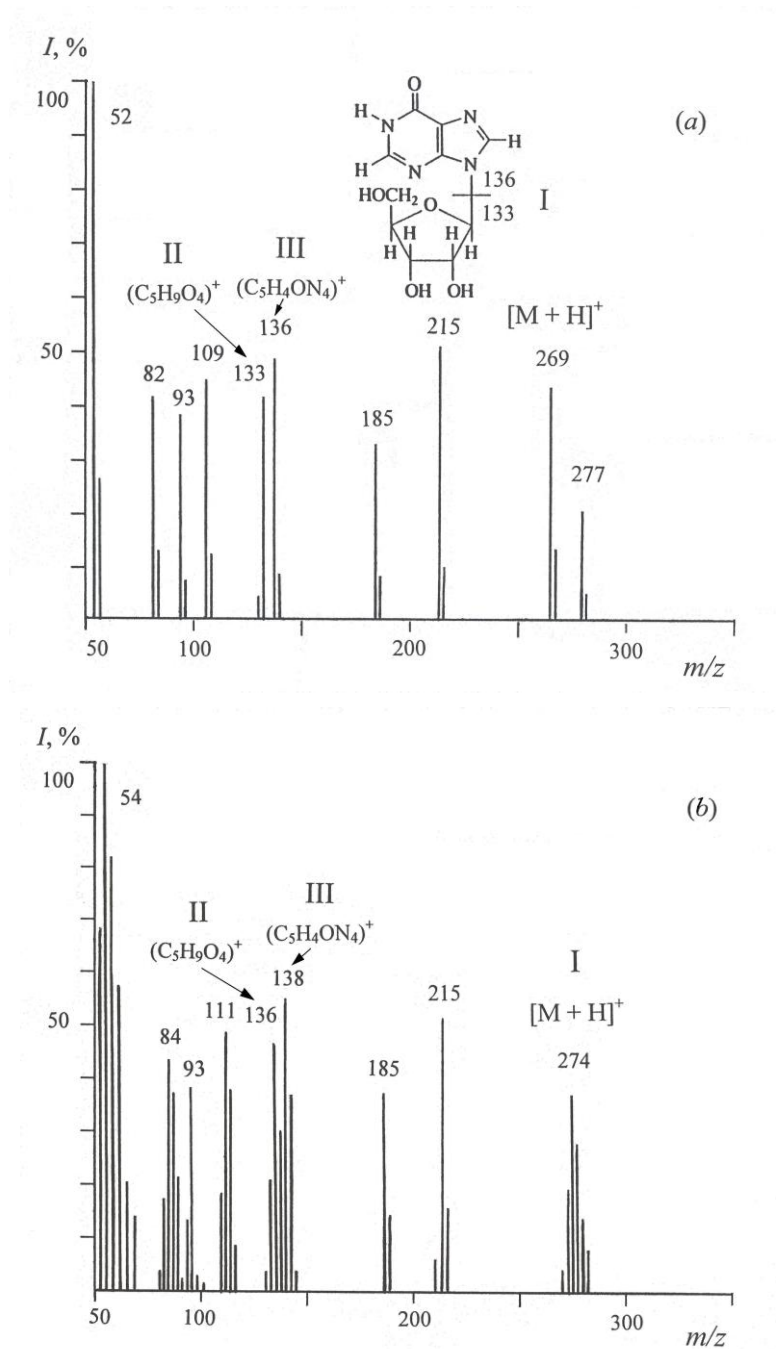 I, %
100
52
(a)
O
H
N
N
H
H
N
N
136
133
I
HOCH₂
O
H
H
H
H
OH
OH
II
(C₅H₉O₄)⁺
III
(C₅H₄ON₄)⁺
136
215
[M + H]⁺
50
109
133
269
82
93
185
277
50
100
200
300
m/z
I, %
100
54
(b)
III
II
(C₅H₄ON₄)⁺
(C₅H₉O₄)⁺
138
I
50
111
136
215
[M + H]⁺
84
93
185
274
50
100
200
300
m/z